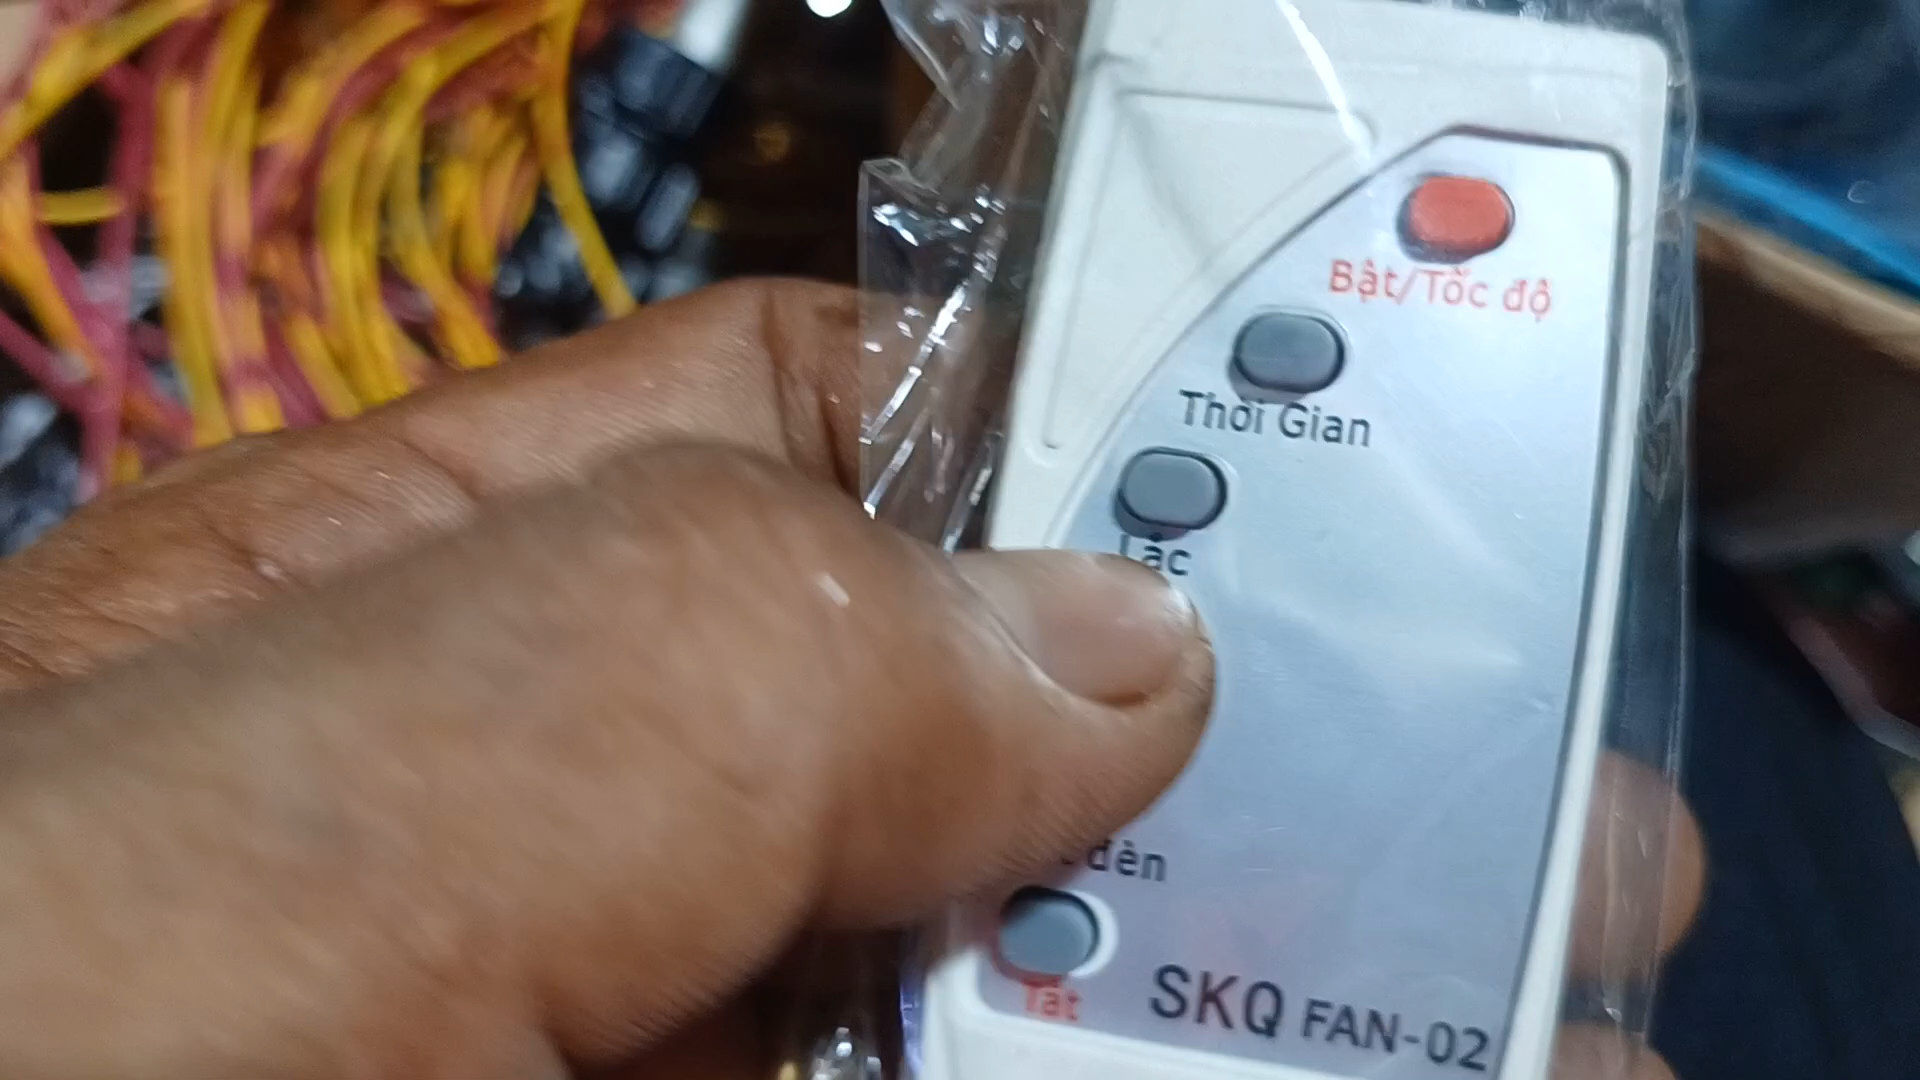 Bật/Tốc độ
Thời Gian
Lắc
đèn
Tắt
SKQ FAN-02